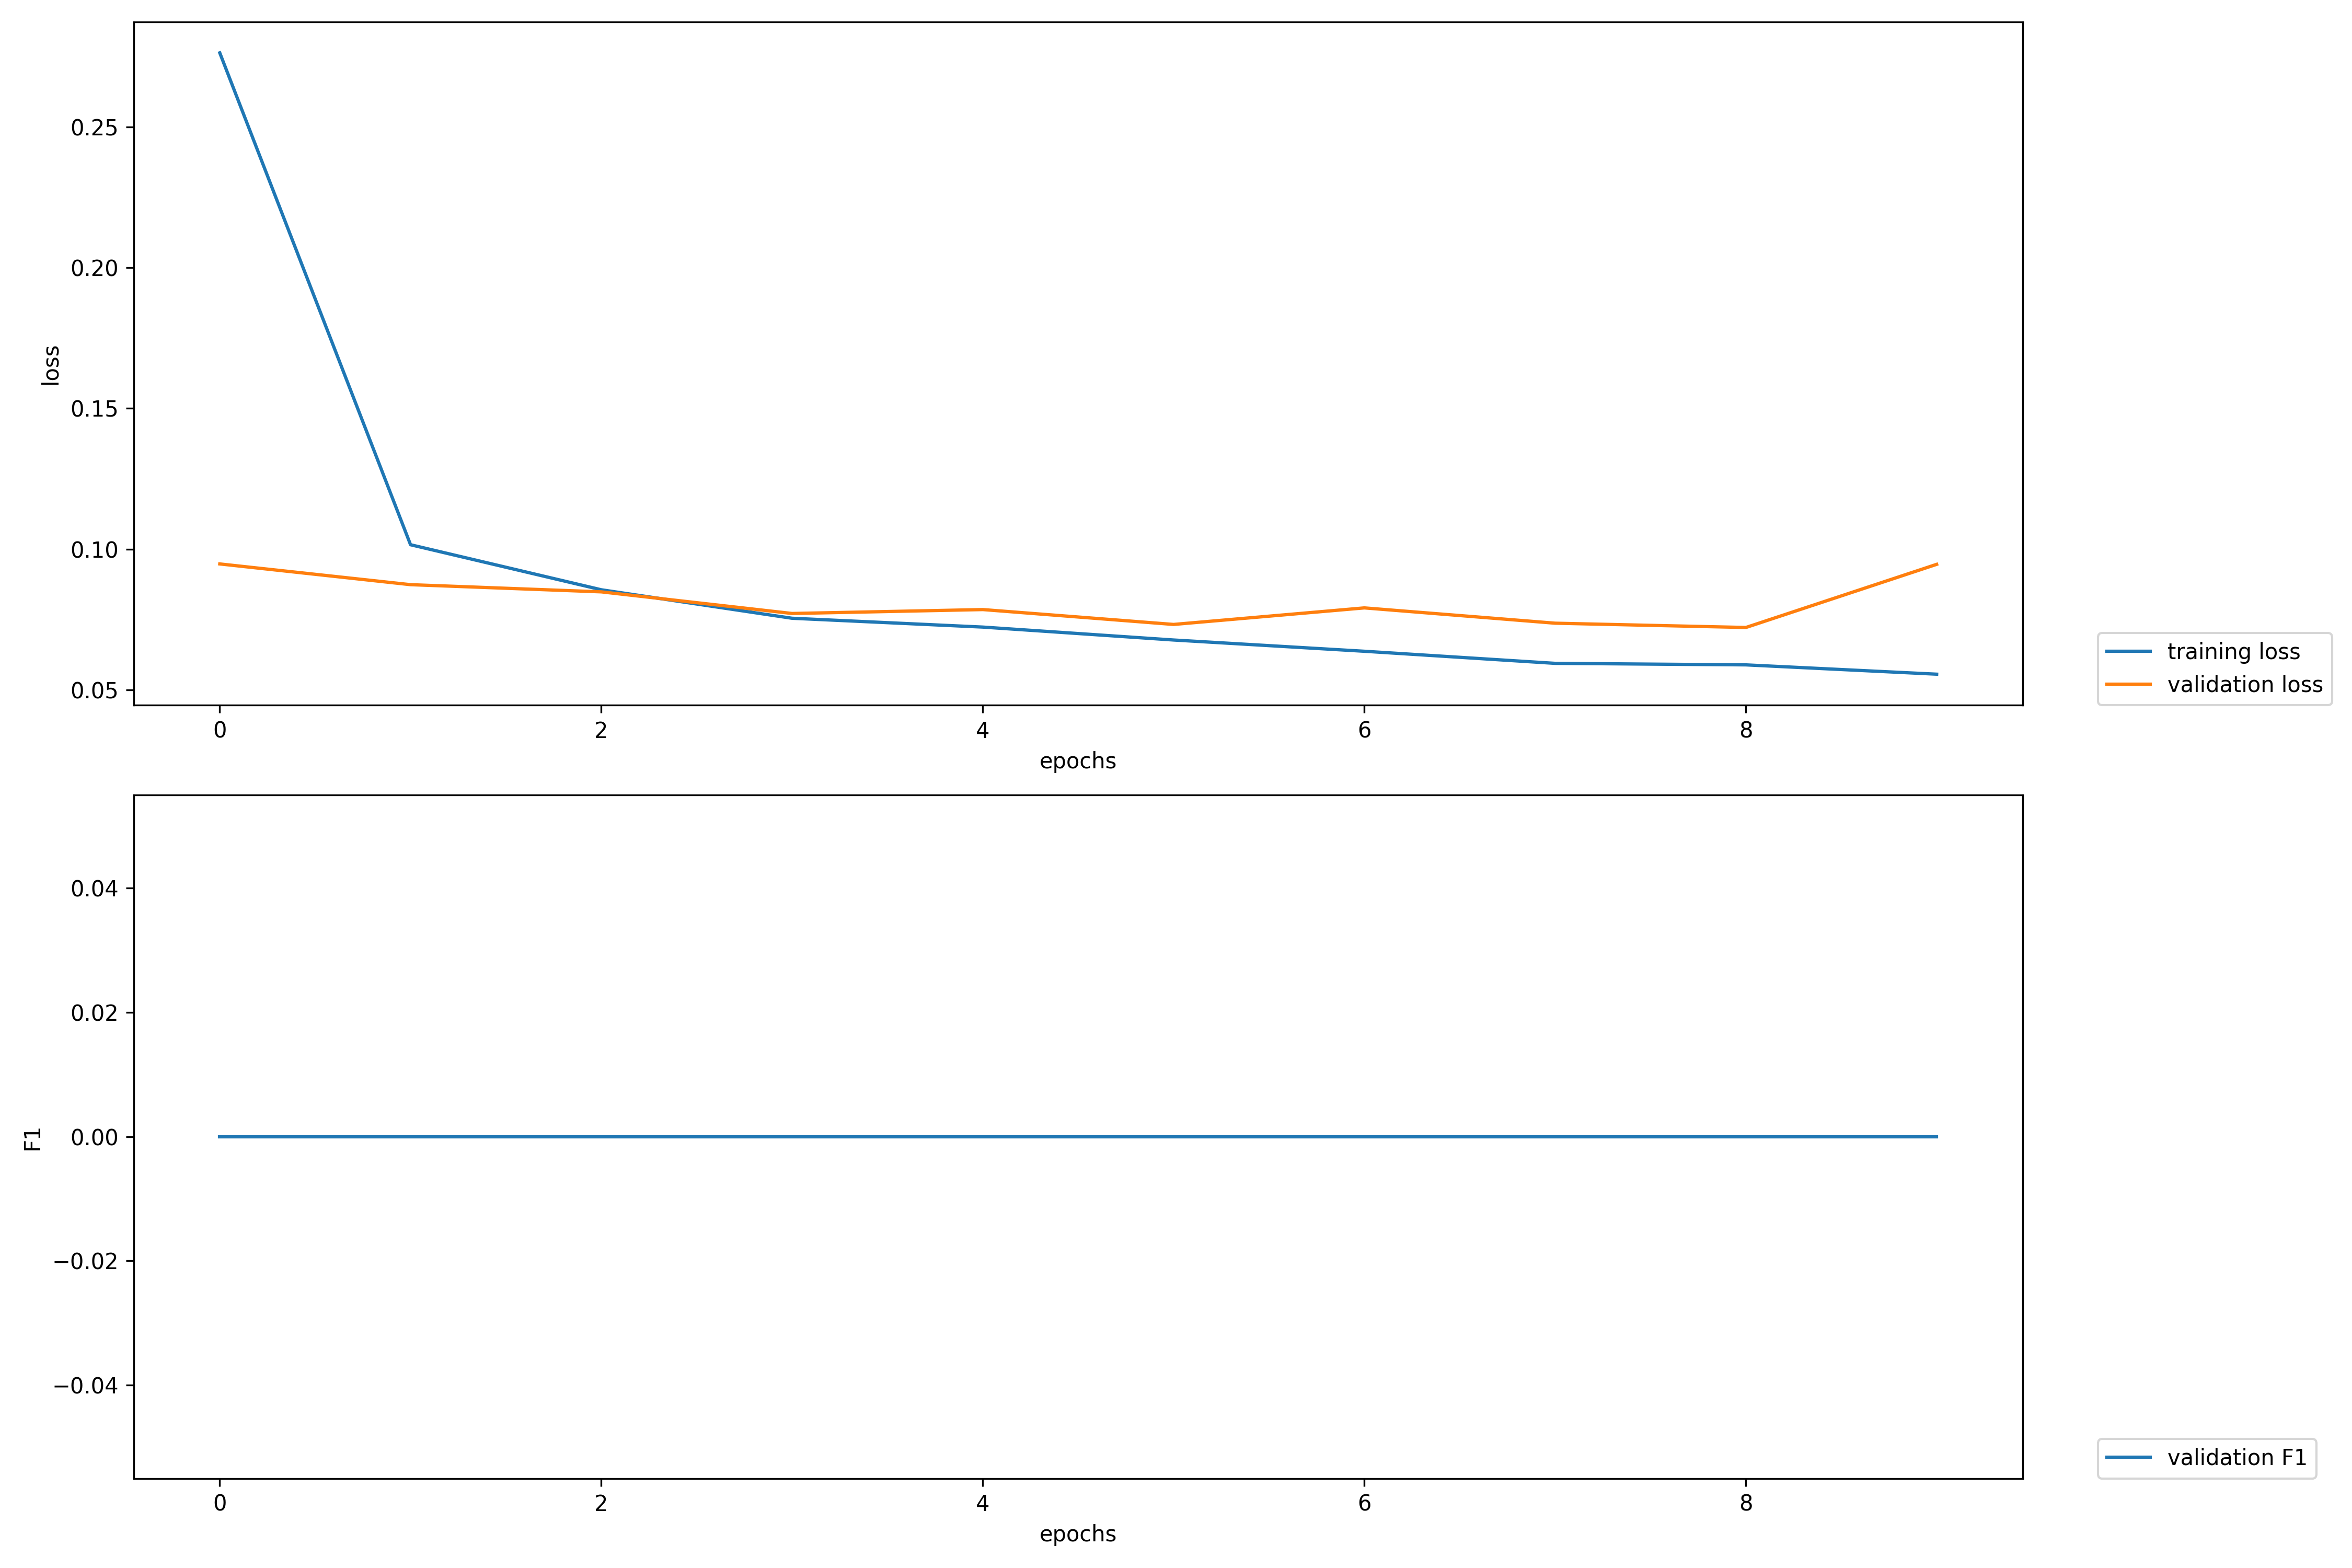 0.25
0.20
0.15
0.10
0.05
loss
0 2 4 6 8
epochs
training loss
validation loss
0.04
0.02
0.00
−0.02
−0.04
F1
0 2 4 6 8
epochs
validation F1